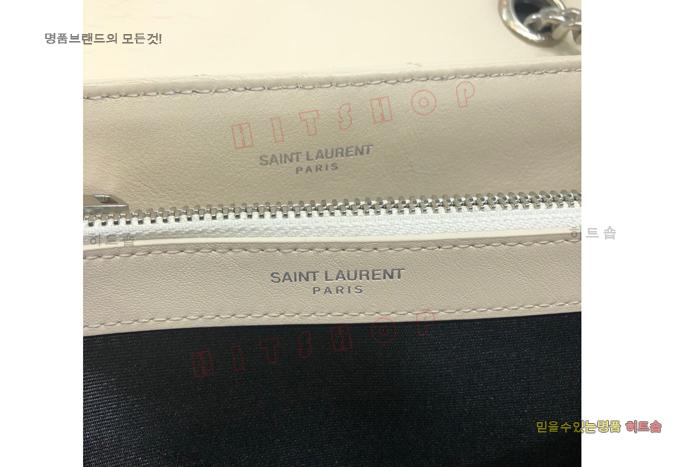 명품브랜드의 모든것!
HITSHOP
SAINT LAURENT
PARIS
히트숍
히트숍
SAINT LAURENT
PARIS
HITSHOP
믿을수있는명품 히트숍